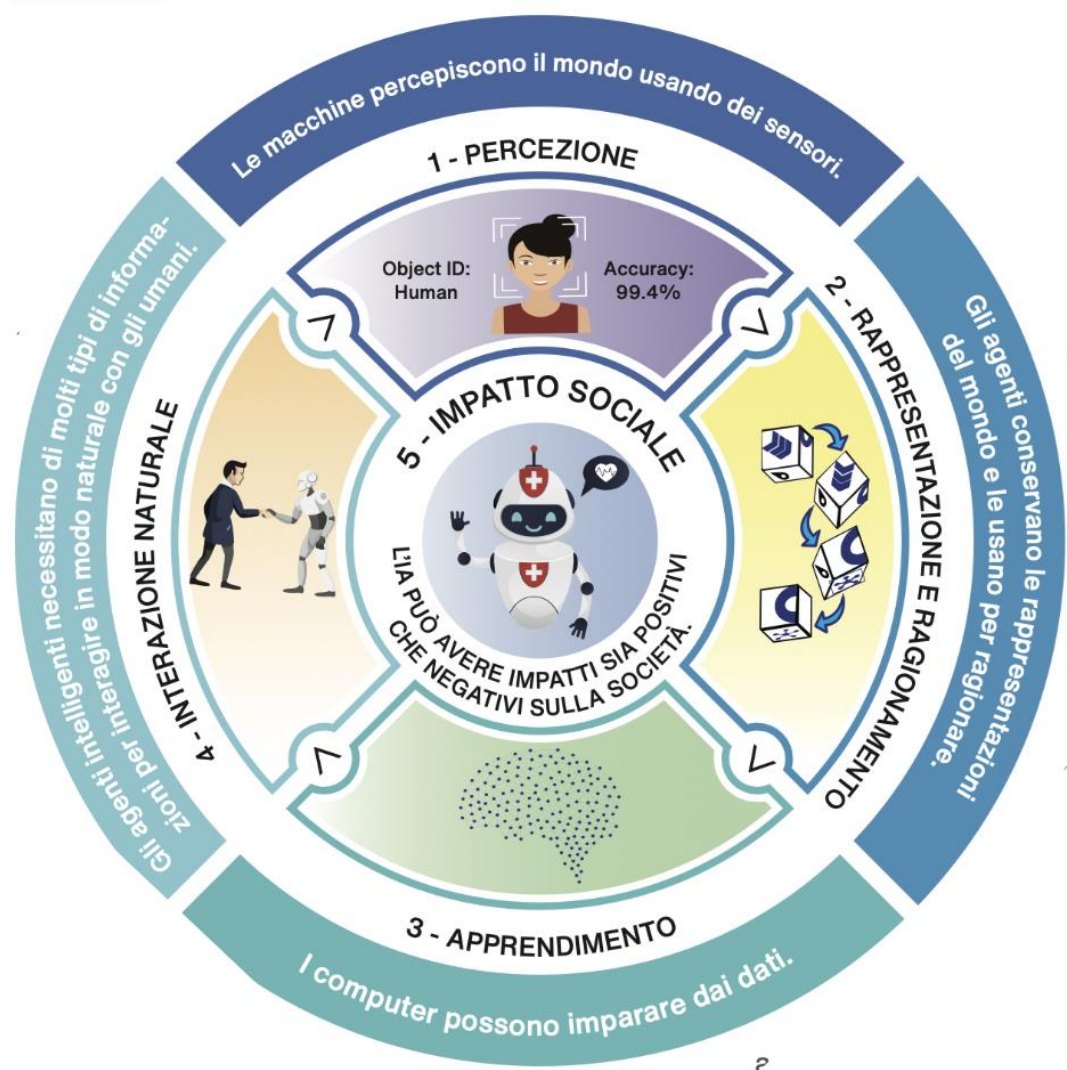 Le macchine percepiscono il mondo usando dei sensori.
1 - PERCEZIONE
Object ID:
Human
Accuracy:
99.4%
Gli agenti conservano le rappresentazioni
del mondo e le usano per ragionare.
2 - RAPPRESENTAZIONE E RAGIONAMENTO
3 - APPRENDIMENTO
I computer possono imparare dai dati.
Gli agenti intelligenti necessitano di molti tipi di informa-
zioni per interagire in modo naturale con gli umani.
4 - INTERAZIONE NATURALE
5 - IMPATTO SOCIALE
L'IA PUÒ AVERE IMPATTI SIA POSITIVI
CHE NEGATIVI SULLA SOCIETÀ.